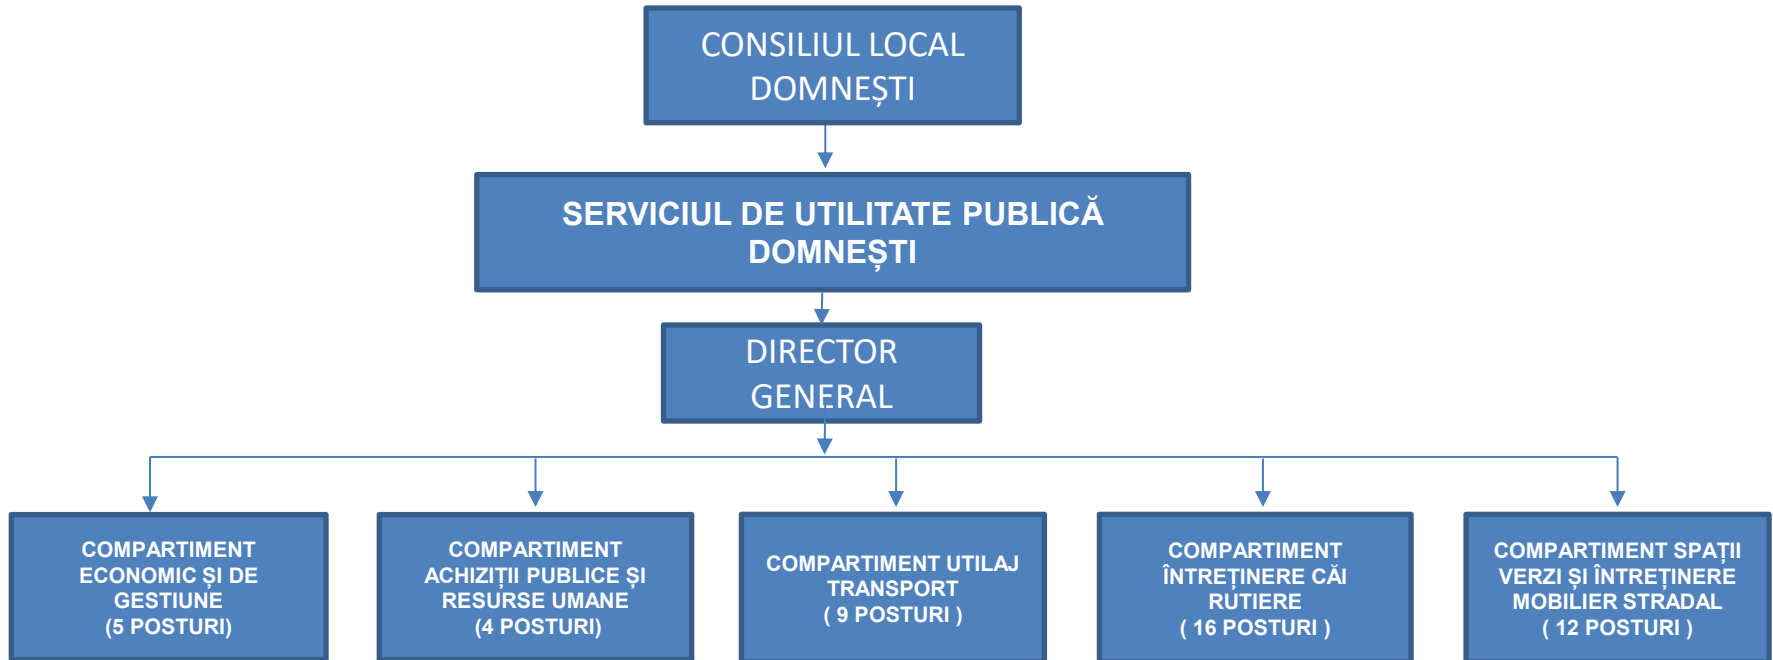 CONSILIUL LOCAL
DOMNEȘTI
SERVICIUL DE UTILITATE PUBLICĂ
DOMNEȘTI
DIRECTOR
GENERAL
COMPARTIMENT
ECONOMIC ȘI DE
GESTIUNE
(5 POSTURI)
COMPARTIMENT
ACHIZIȚII PUBLICE ȘI
RESURSE UMANE
(4 POSTURI)
COMPARTIMENT UTILAJ
TRANSPORT
( 9 POSTURI )
COMPARTIMENT
ÎNTREȚINERE CĂI
RUTIERE
( 16 POSTURI )
COMPARTIMENT SPAȚII
VERZI ȘI ÎNTREȚINERE
MOBILIER STRADAL
( 12 POSTURI )